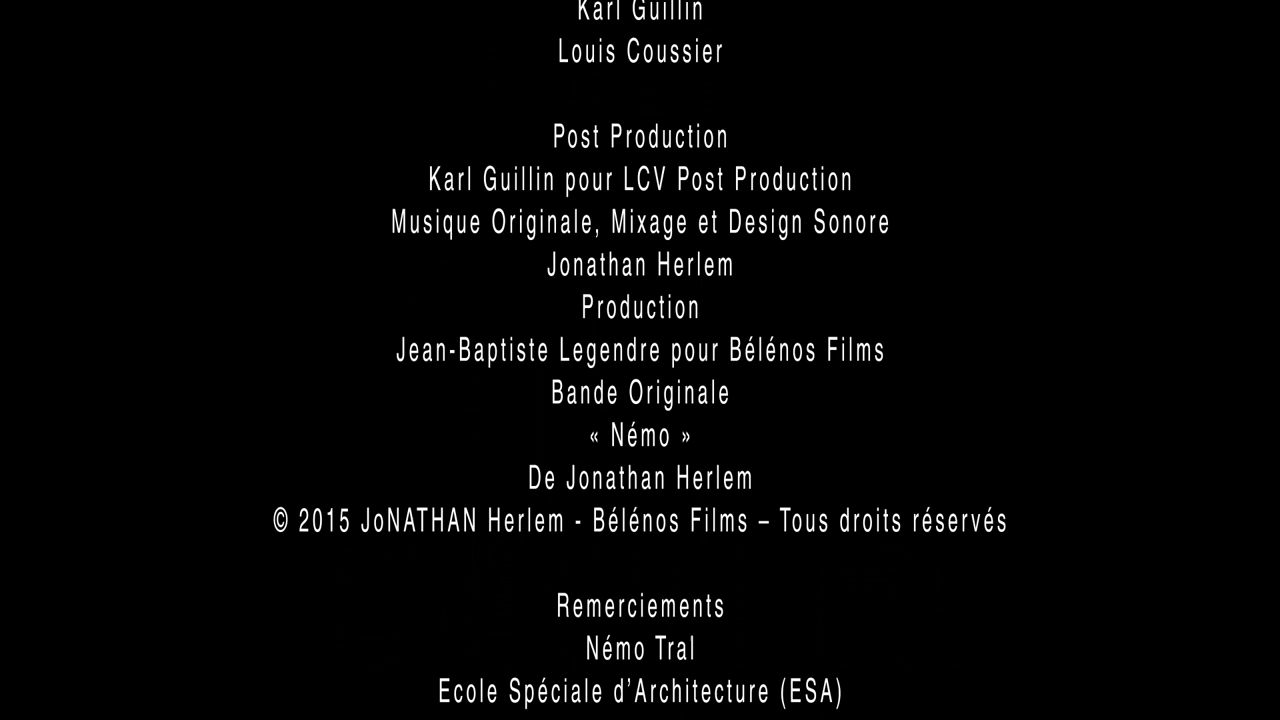 Karl Guillin
Louis Coussier
Post Production
Karl Guillin pour LCV Post Production
Musique Originale, Mixage et Design Sonore
Jonathan Herlem
Production
Jean-Baptiste Legendre pour Bélénos Films
Bande Originale
« Némo »
De Jonathan Herlem
© 2015 JoNATHAN Herlem - Bélénos Films – Tous droits réservés
Remerciements
Némo Tral
Ecole Spéciale d’Architecture (ESA)